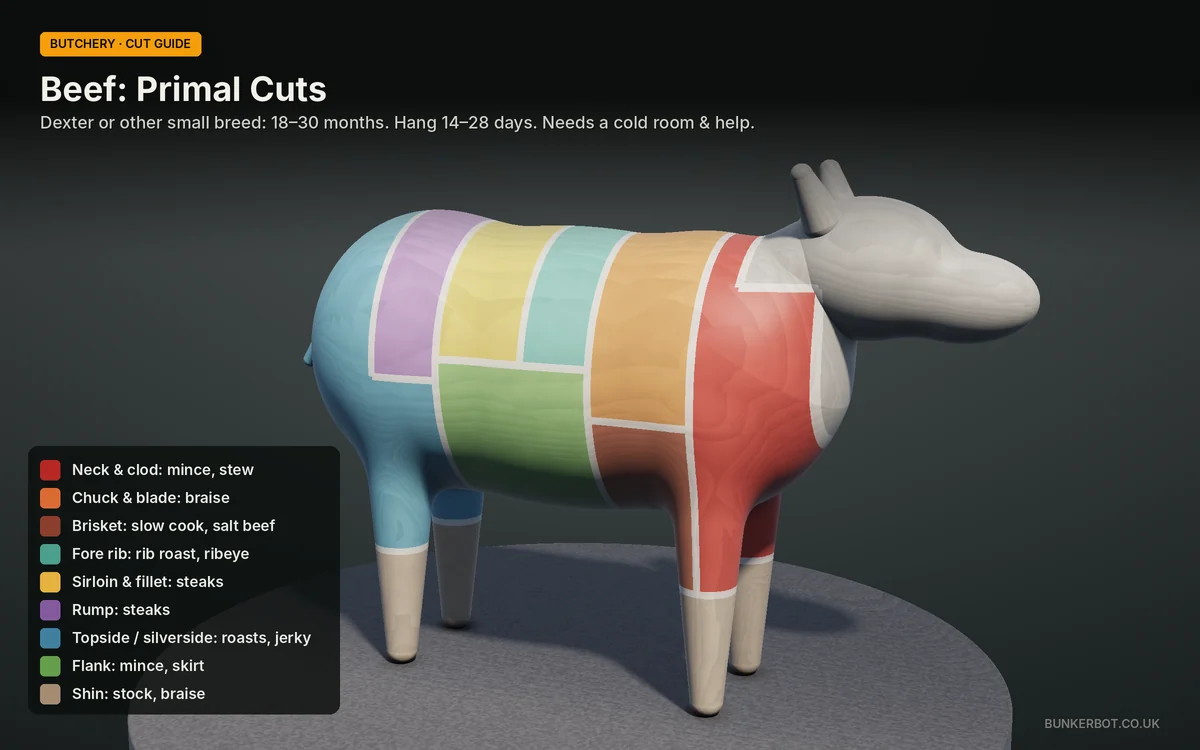 BUTCHERY · CUT GUIDE
Beef: Primal Cuts
Dexter or other small breed: 18–30 months. Hang 14–28 days. Needs a cold room & help.
Neck & clod: mince, stew
Chuck & blade: braise
Brisket: slow cook, salt beef
Fore rib: rib roast, ribeye
Sirloin & fillet: steaks
Rump: steaks
Topside / silverside: roasts, jerky
Flank: mince, skirt
Shin: stock, braise
BUNKERBOT.CO.UK